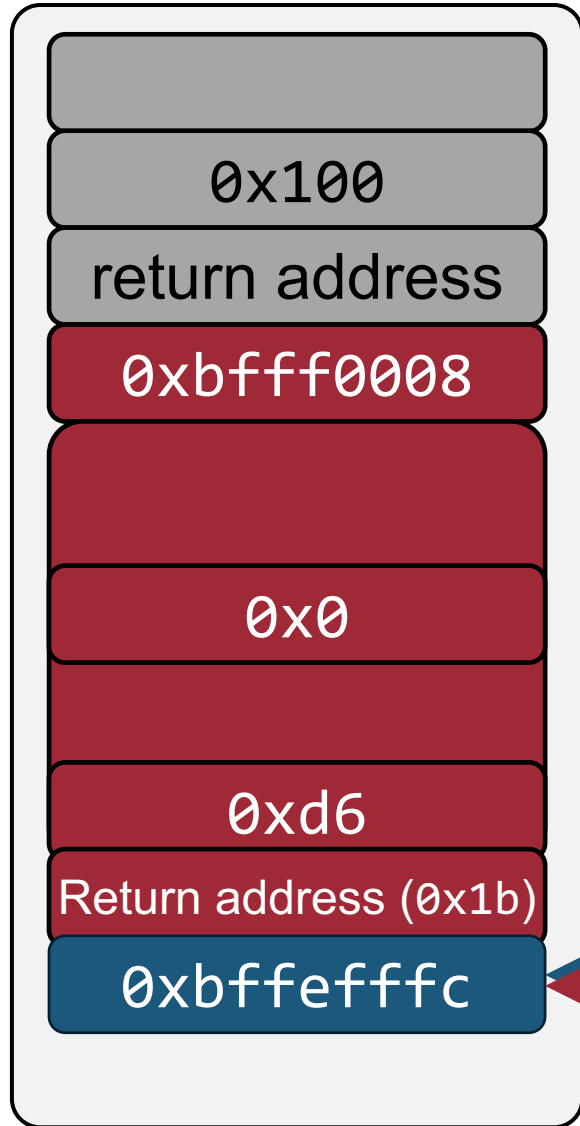 0x100
return address
0xbfff0008
0x0
0xd6
Return address (0x1b)
0xbffefffc